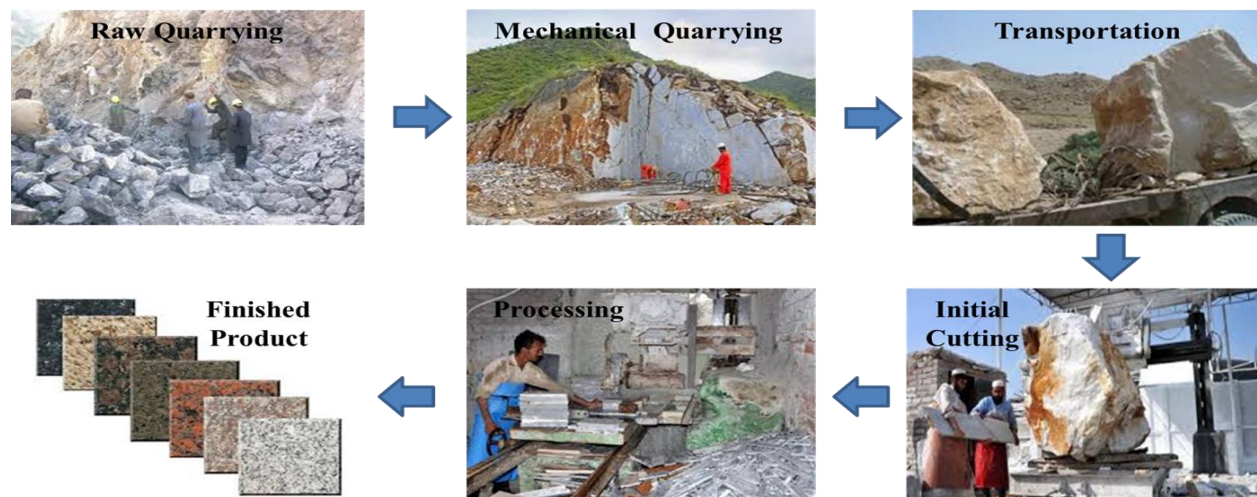 Raw Quarrying
Mechanical Quarrying
Transportation
Initial
Cutting
Processing
Finished
Product